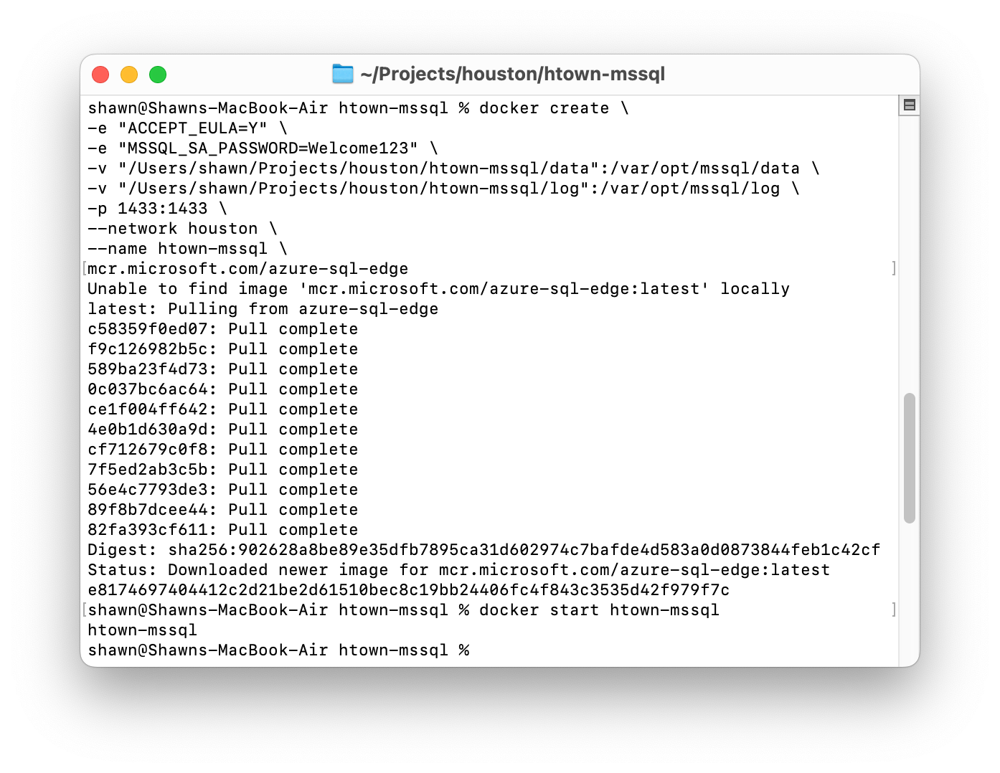 ~/Projects/houston/htown-mssql
shawn@Shawns-MacBook-Air htown-mssql % docker create \
-e "ACCEPT_EULA=Y" \
-e "MSSQL_SA_PASSWORD=Welcome123" \
-v "/Users/shawn/Projects/houston/htown-mssql/data":/var/opt/mssql/data \
-v "/Users/shawn/Projects/houston/htown-mssql/log":/var/opt/mssql/log \
-p 1433:1433 \
--network houston \
--name htown-mssql \
[mcr.microsoft.com/azure-sql-edge ]
Unable to find image 'mcr.microsoft.com/azure-sql-edge:latest' locally
latest: Pulling from azure-sql-edge
c58359f0ed07: Pull complete
f9c126982b5c: Pull complete
589ba23f4d73: Pull complete
0c037bc6ac64: Pull complete
ce1f004ff642: Pull complete
4e0b1d630a9d: Pull complete
cf712679c0f8: Pull complete
7f5ed2ab3c5b: Pull complete
56e4c7793de3: Pull complete
89f8b7dcee44: Pull complete
82fa393cf611: Pull complete
Digest: sha256:902628a8be89e35dfb7895ca31d602974c7bafde4d583a0d0873844feb1c42cf
Status: Downloaded newer image for mcr.microsoft.com/azure-sql-edge:latest
e8174697404412c2d21be2d61510bec8c19bb24406fc4f843c3535d42f979f7c
[shawn@Shawns-MacBook-Air htown-mssql % docker start htown-mssql ]
htown-mssql
shawn@Shawns-MacBook-Air htown-mssql %